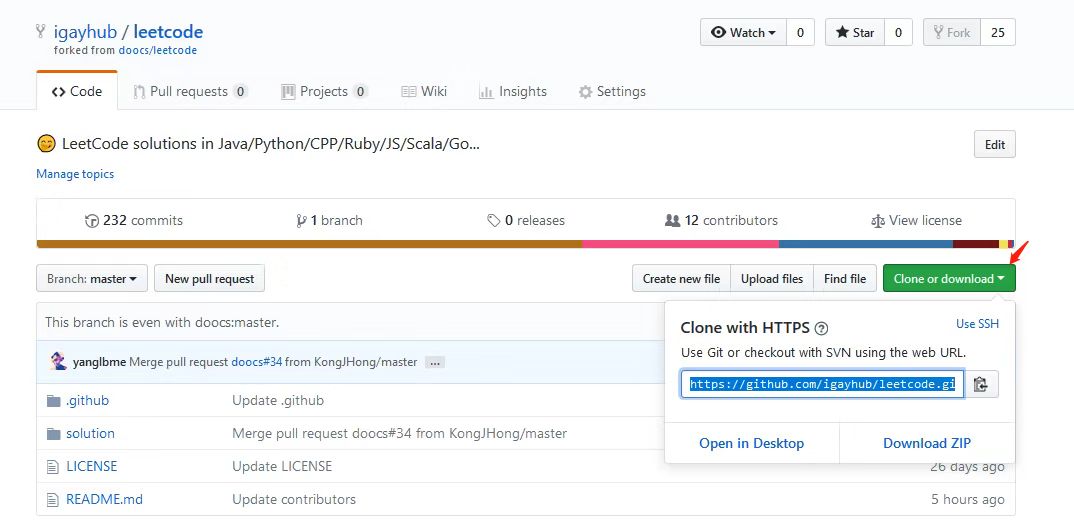 igayhub / leetcode
forked from doocs/leetcode
Watch 0 Star 0 Fork 25
Code Pull requests 0 Projects 0 Wiki Insights Settings
LeetCode solutions in Java/Python/CPP/Ruby/JS/Scala/Go...
Edit
Manage topics
232 commits 1 branch 0 releases 12 contributors View license
Branch: master New pull request Create new file Upload files Find file Clone or download
This branch is even with doocs:master.
yanglbme Merge pull request doocs#34 from KongJHong/master ...
Clone with HTTPS ? Use SSH
Use Git or checkout with SVN using the web URL.
https://github.com/igayhub/leetcode.gi
Open in Desktop Download ZIP
.github Update .github
solution Merge pull request doocs#34 from KongJHong/master
LICENSE Update LICENSE 26 days ago
README.md Update contributors 5 hours ago